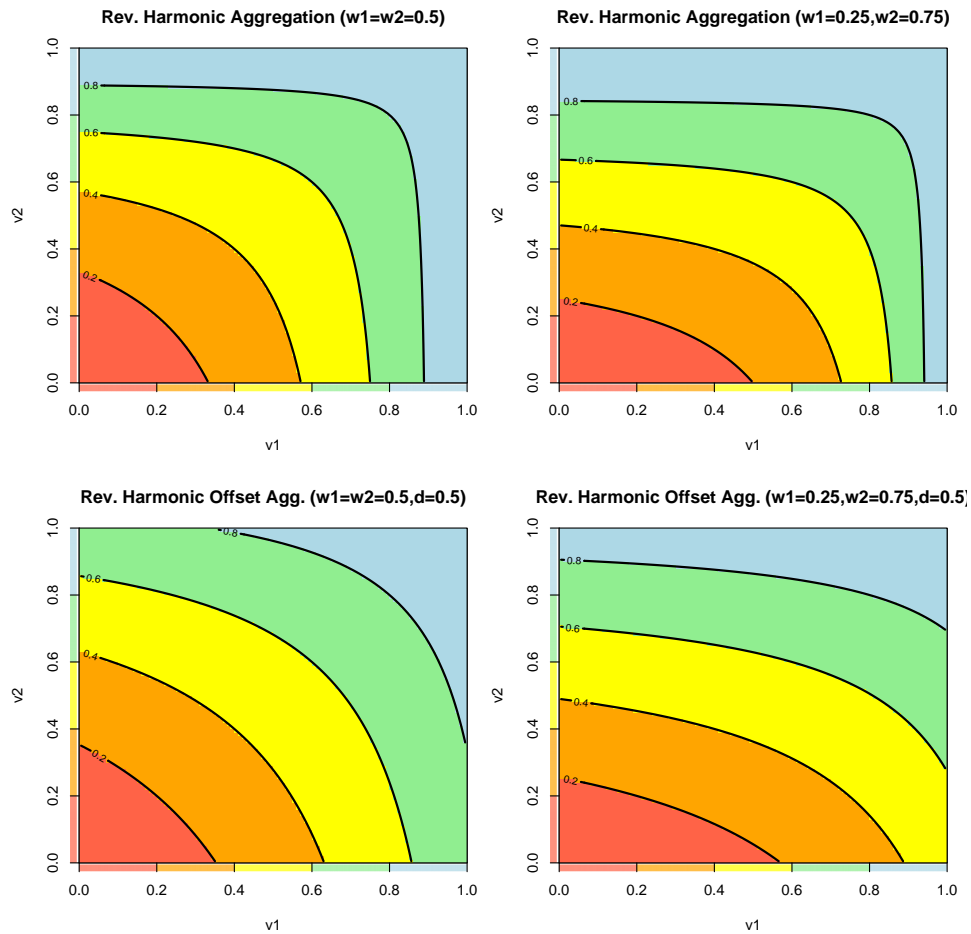 Rev. Harmonic Aggregation (w1=w2=0.5)
1.0
0.8
0.6
0.4
0.2
0.0
v2
0.8
0.6
0.4
0.2
0.0 0.2 0.4 0.6 0.8 1.0
v1
Rev. Harmonic Aggregation (w1=0.25,w2=0.75)
1.0
0.8
0.6
0.4
0.2
0.0
v2
0.8
0.6
0.4
0.2
0.0 0.2 0.4 0.6 0.8 1.0
v1
Rev. Harmonic Offset Agg. (w1=w2=0.5,d=0.5)
1.0
0.8
0.6
0.4
0.2
0.0
v2
0.8
0.6
0.4
0.2
0.0 0.2 0.4 0.6 0.8 1.0
v1
Rev. Harmonic Offset Agg. (w1=0.25,w2=0.75,d=0.5)
1.0
0.8
0.6
0.4
0.2
0.0
v2
0.8
0.6
0.4
0.2
0.0 0.2 0.4 0.6 0.8 1.0
v1